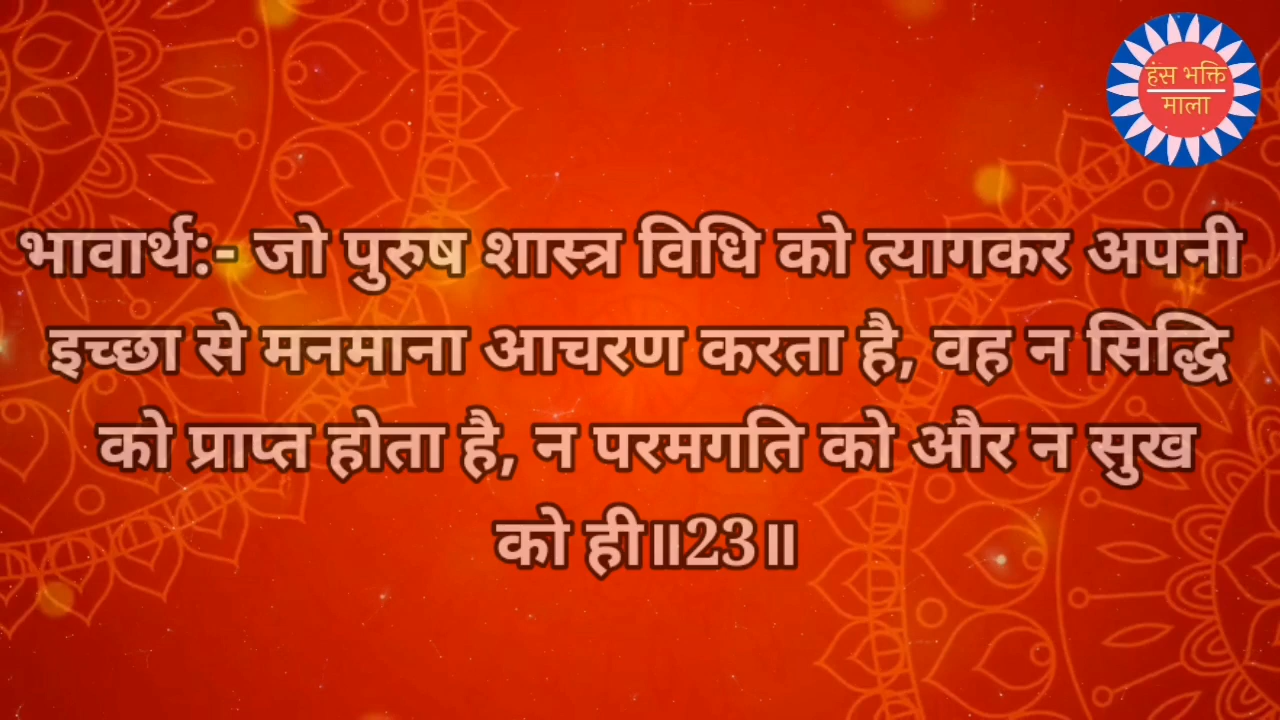 हंस भक्ति
माला
भावार्थ:- जो पुरुष शास्त्र विधि को त्यागकर अपनी
इच्छा से मनमाना आचरण करता है, वह न सिद्धि
को प्राप्त होता है, न परमगति को और न सुख
को ही॥23॥